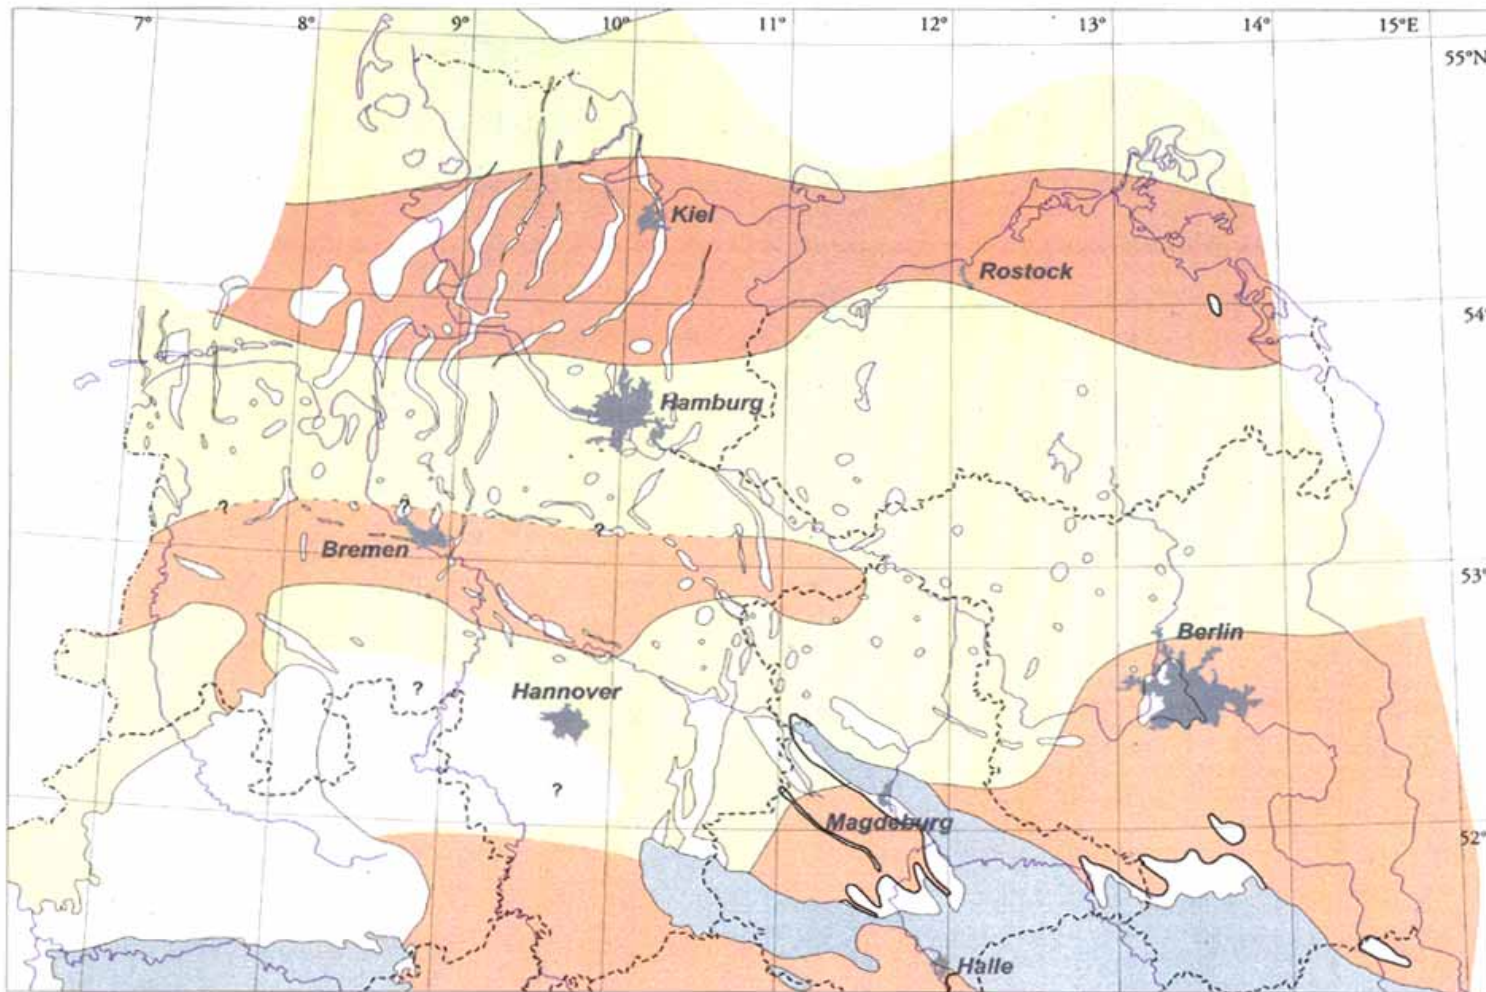 7° 8° 9° 10° 11° 12° 13° 14° 15°E
55°N
Kiel
Rostock
54°
Hamburg
? ? ?
Bremen
53°
Berlin
Hannover
?
?
Magdeburg
52°
Halle